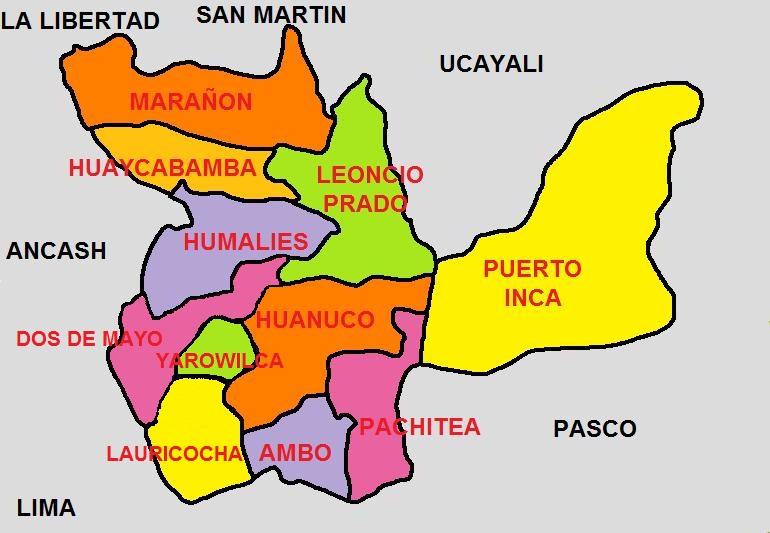 LA LIBERTAD
SAN MARTIN
UCAYALI
MARAÑON
HUAYCABAMBA
LEONCIO
PRADO
ANCASH
HUMALIES
PUERTO
INCA
DOS DE MAYO
HUANUCO
YAROWILCA
LAURICOCHA
AMBO
PACHITEA
PASCO
LIMA